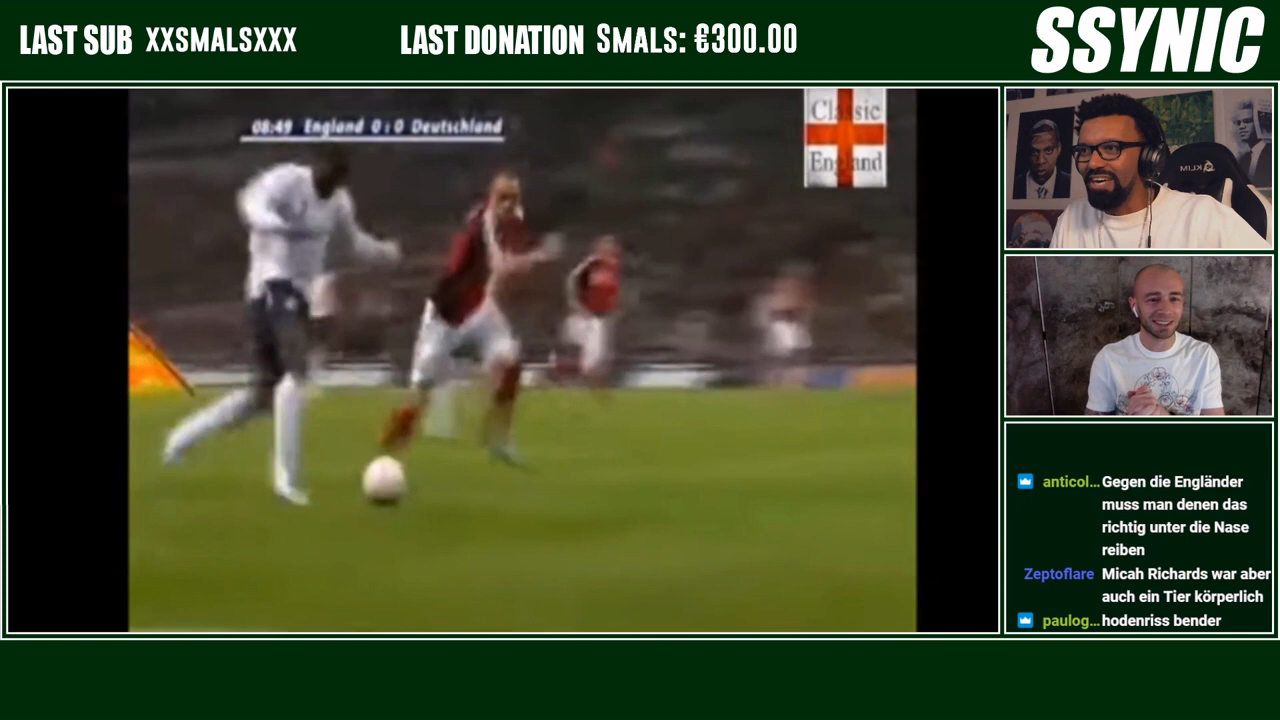 LAST SUB XXSMALSXXX
LAST DONATION SMALS: €300.00
SSYNIC
08:49 England 0:0 Deutschland
Classic
England
KLIM
anticol... Gegen die Engländer
muss man denen das
richtig unter die Nase
reiben
Zeptoflare Micah Richards war aber
auch ein Tier körperlich
paulog... hodenriss bender